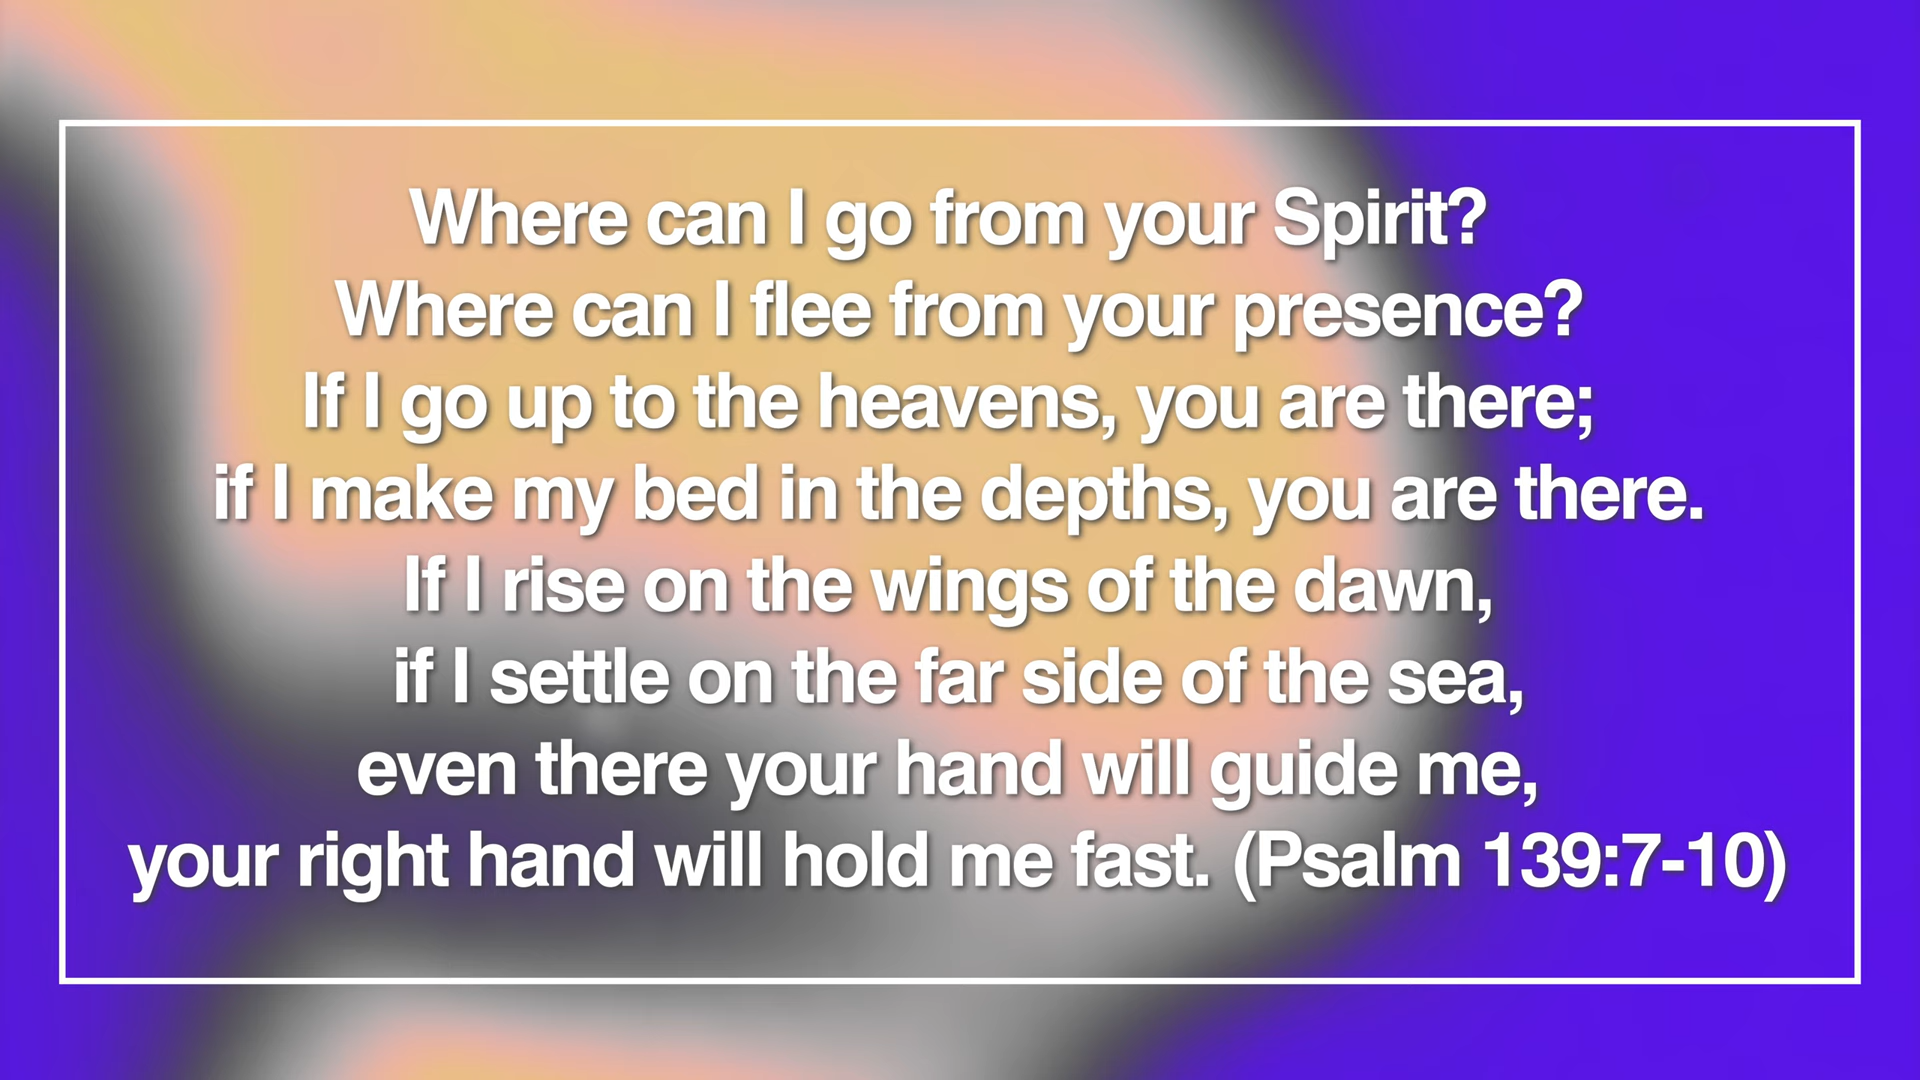 Where can I go from your Spirit?
Where can I flee from your presence?
If I go up to the heavens, you are there;
if I make my bed in the depths, you are there.
If I rise on the wings of the dawn,
if I settle on the far side of the sea,
even there your hand will guide me,
your right hand will hold me fast. (Psalm 139:7-10)